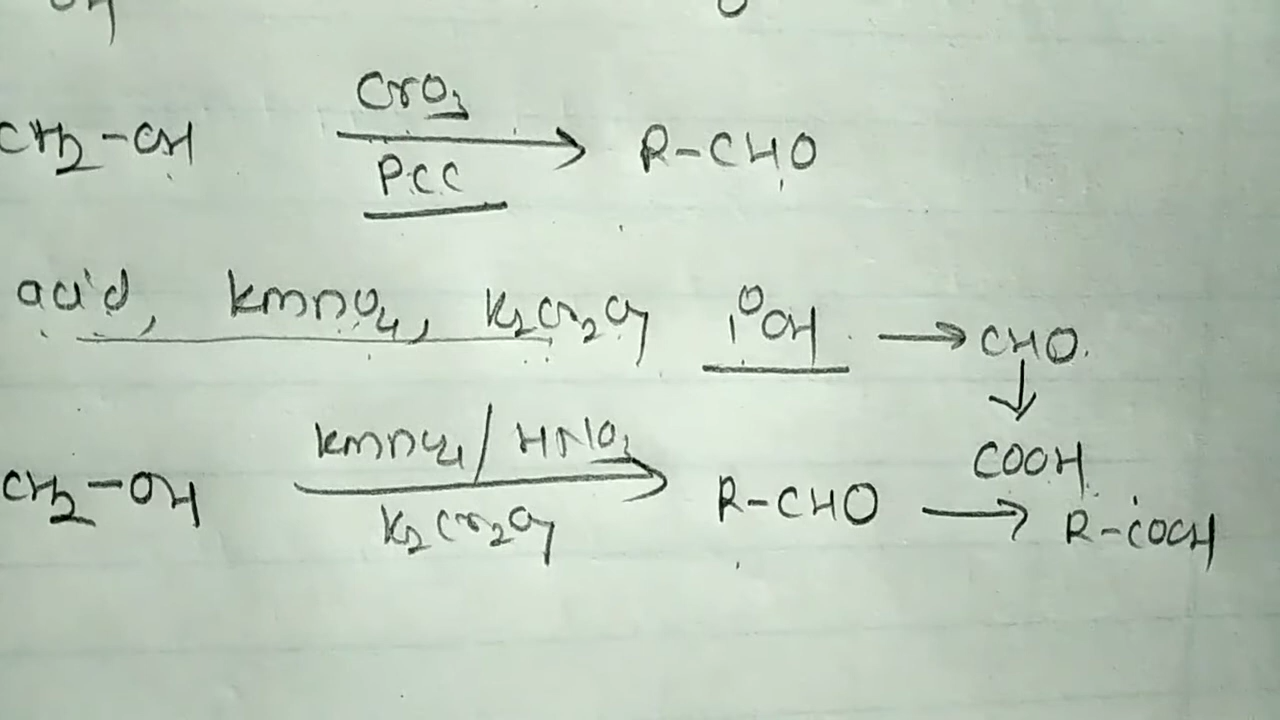 CrO₃
CH₂-OH → R-CHO
PCC
acid, KMnO₄, K₂Cr₂O₇ 1°OH → CHO.
↓
KMnO₄/HNO₃ COOH
CH₂-OH → R-CHO → R-COOH
K₂Cr₂O₇